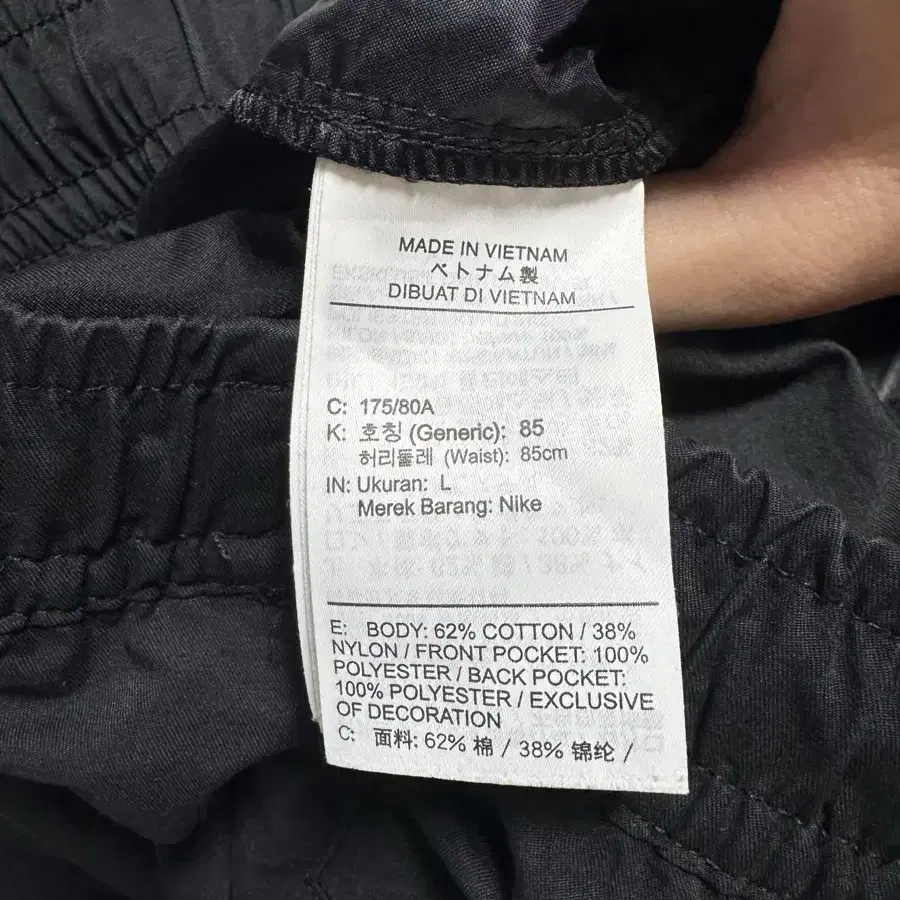 MADE IN VIETNAM
ベトナム製
DIBUAT DI VIETNAM
C: 175/80A
K: 호칭 (Generic): 85
허리둘레 (Waist): 85cm
IN: Ukuran: L
Merek Barang: Nike
E: BODY: 62% COTTON / 38%
NYLON / FRONT POCKET: 100%
POLYESTER / BACK POCKET:
100% POLYESTER / EXCLUSIVE
OF DECORATION
C: 面料: 62% 棉 / 38% 锦纶 /